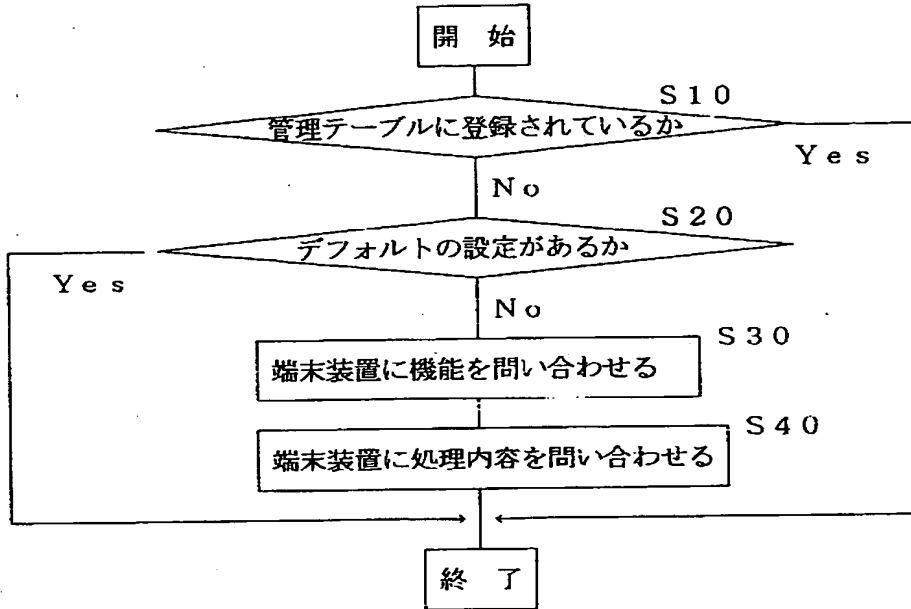 開 始
S10
管理テーブルに登録されているか
Yes
No
S20
デフォルトの設定があるか
Yes
No
S30
端末装置に機能を問い合わせる
S40
端末装置に処理内容を問い合わせる
終 了